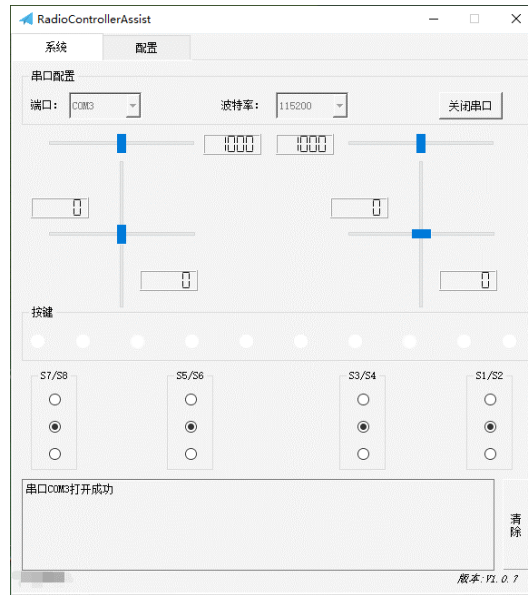 RadioControllerAssist
系统 配置
串口配置
端口： COM3 波特率： 115200 关闭串口
1000 1000
0 0
0 0
按键
S7/S8 S5/S6 S3/S4 S1/S2
串口COM3打开成功
清除
版本:V1.0.7